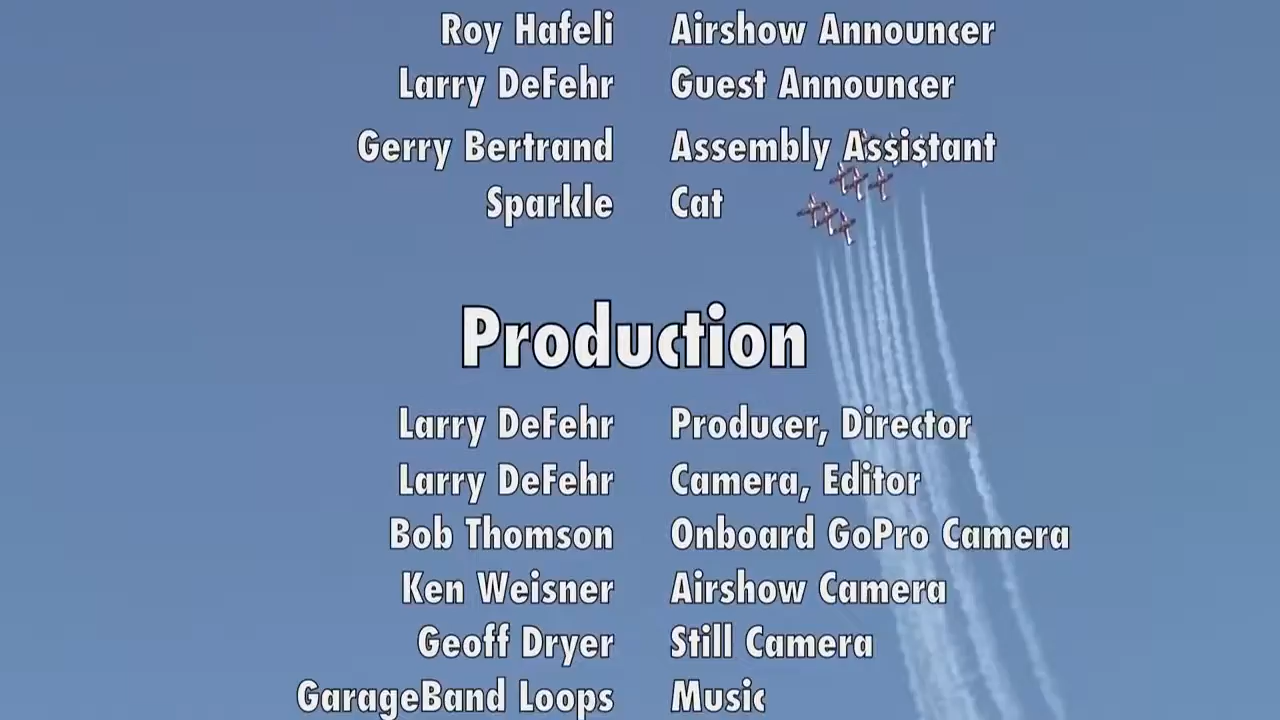 Roy Hafeli Airshow Announcer
Larry DeFehr Guest Announcer
Gerry Bertrand Assembly Assistant
Sparkle Cat
Production
Larry DeFehr Producer, Director
Larry DeFehr Camera, Editor
Bob Thomson Onboard GoPro Camera
Ken Weisner Airshow Camera
Geoff Dryer Still Camera
GarageBand Loops Music